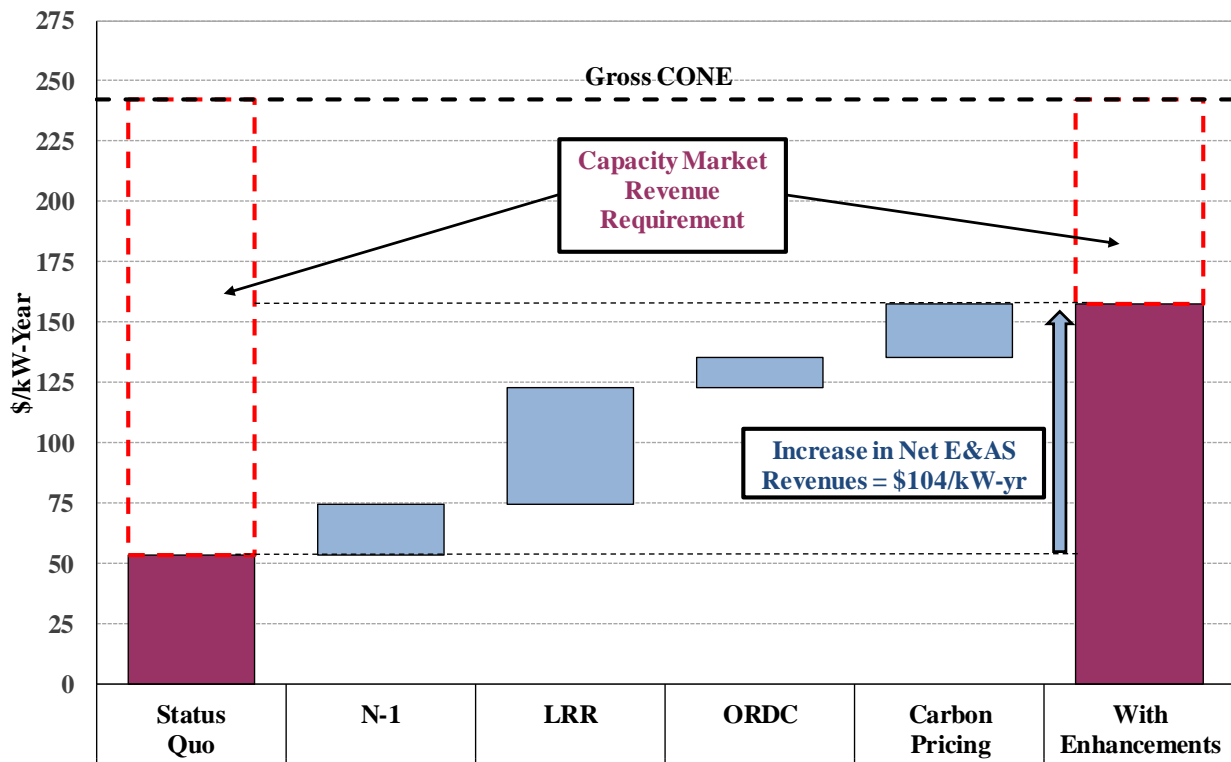 275
250
225
200
175
150
125
100
75
50
25
0
$/kW-Year
Gross CONE
Capacity Market
Revenue
Requirement
Increase in Net E&AS
Revenues = $104/kW-yr
Status
Quo
N-1
LRR
ORDC
Carbon
Pricing
With
Enhancements